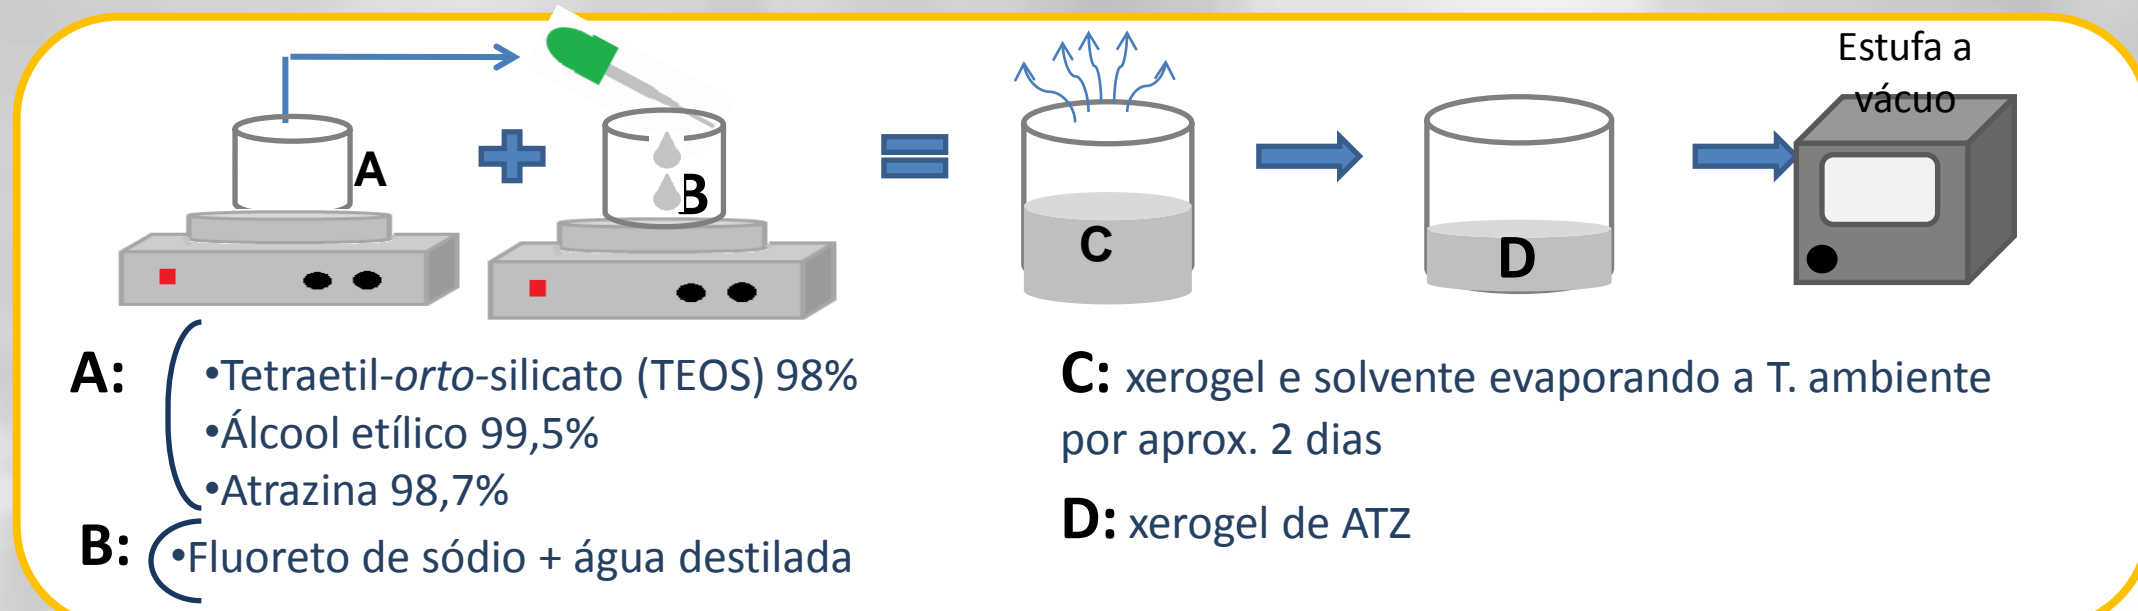 Estufa a
vácuo
A
B
C
D
A:
•Tetraetil-orto-silicato (TEOS) 98%
•Álcool etílico 99,5%
•Atrazina 98,7%
B:
•Fluoreto de sódio + água destilada
C: xerogel e solvente evaporando a T. ambiente
por aprox. 2 dias
D: xerogel de ATZ